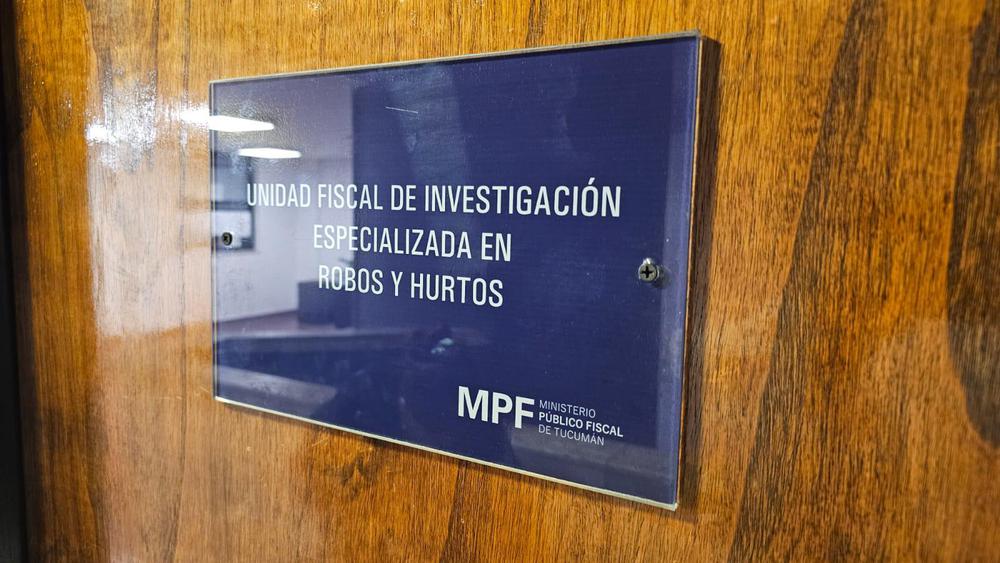 UNIDAD FISCAL DE INVESTIGACIÓN
ESPECIALIZADA EN
ROBOS Y HURTOS
MPF
MINISTERIO
PÚBLICO FISCAL
DE TUCUMÁN